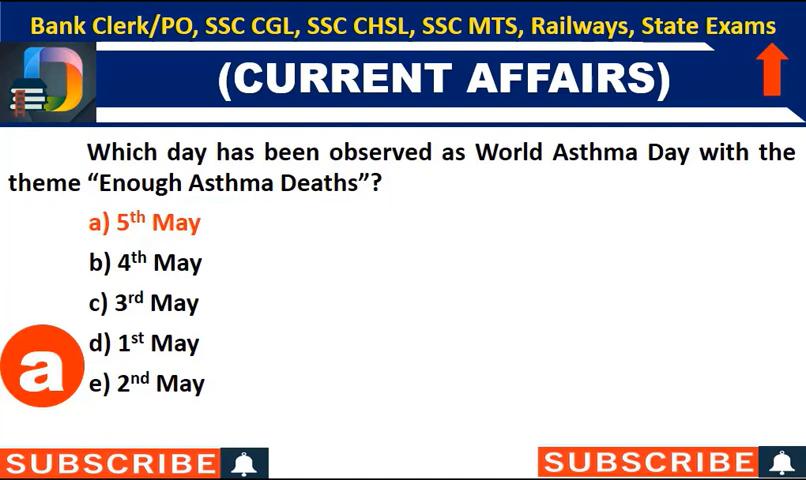 Bank Clerk/PO, SSC CGL, SSC CHSL, SSC MTS, Railways, State Exams
(CURRENT AFFAIRS)
Which day has been observed as World Asthma Day with the
theme “Enough Asthma Deaths”?
a) 5th May
b) 4th May
c) 3rd May
d) 1st May
a
e) 2nd May
SUBSCRIBE
SUBSCRIBE